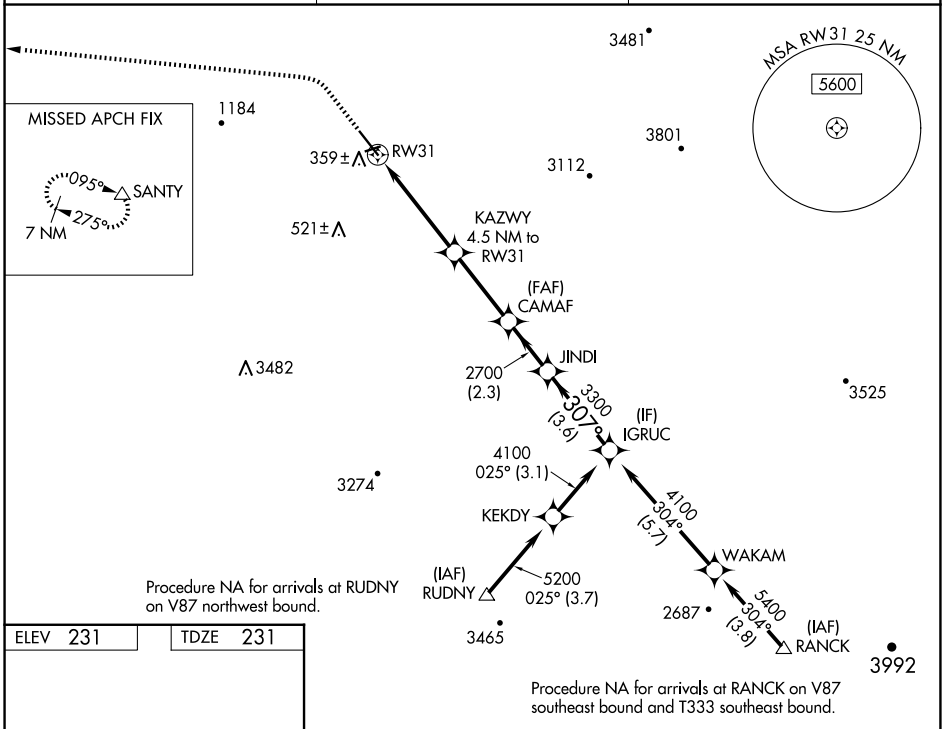 3481
MSA RW31 25 NM
5600
MISSED APCH FIX
095°
SANTY
275°
7 NM
1184
359±
RW31
3112
3801
521±
KAZWY
4.5 NM to
RW31
(FAF)
CAMAF
3482
JINDI
2700
(2.3)
3525
3300
307°
(3.6)
(IF)
IGRUC
4100
025° (3.1)
3274
KEKDY
4100
304°
(5.7)
WAKAM
(IAF)
RUDNY
5200
025° (3.7)
Procedure NA for arrivals at RUDNY
on V87 northwest bound.
3465
2687
5400
304°
(3.8)
(IAF)
RANCK
3992
ELEV 231
TDZE 231
Procedure NA for arrivals at RANCK on V87
southeast bound and T333 southeast bound.